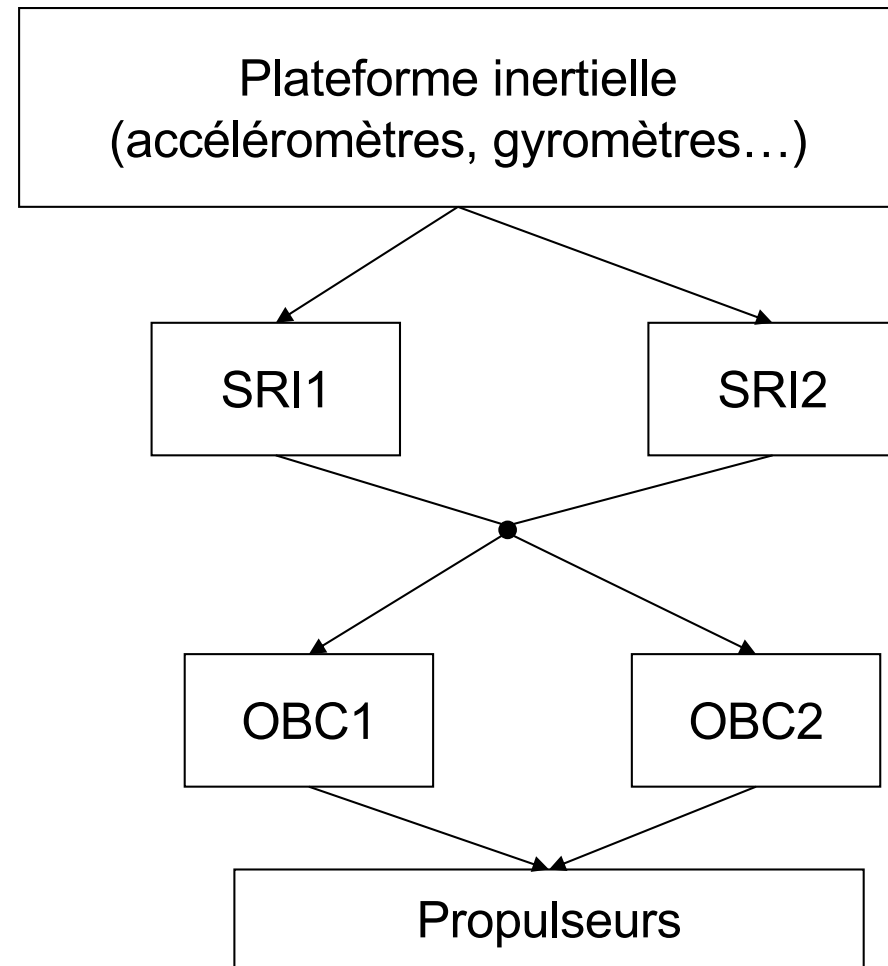 Plateforme inertielle
(accéléromètres, gyromètres…)
SRI1
SRI2
OBC1
OBC2
Propulseurs